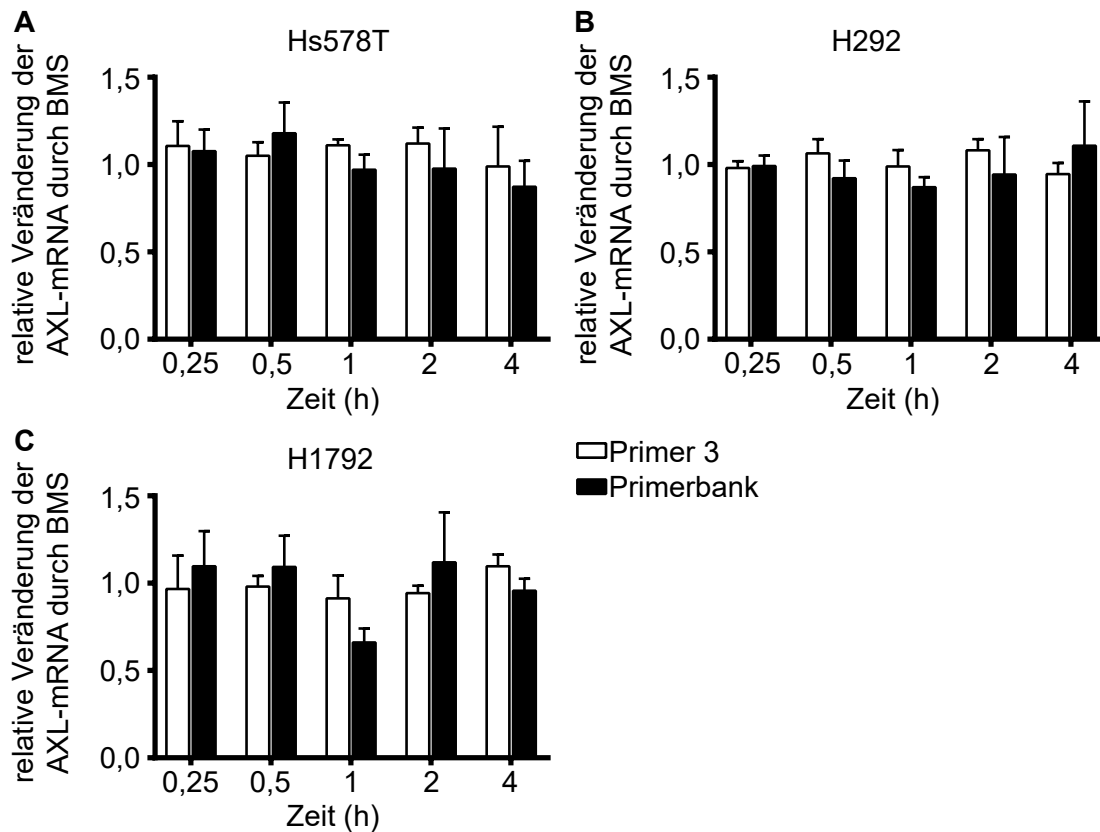 A
Hs578T
relative Veränderung der
AXL-mRNA durch BMS
1,5
1,0
0,5
0,0
0,25 0,5 1 2 4
Zeit (h)
B
H292
relative Veränderung der
AXL-mRNA durch BMS
1,5
1,0
0,5
0,0
0,25 0,5 1 2 4
Zeit (h)
C
H1792
relative Veränderung der
AXL-mRNA durch BMS
1,5
1,0
0,5
0,0
0,25 0,5 1 2 4
Zeit (h)
Primer 3
Primerbank